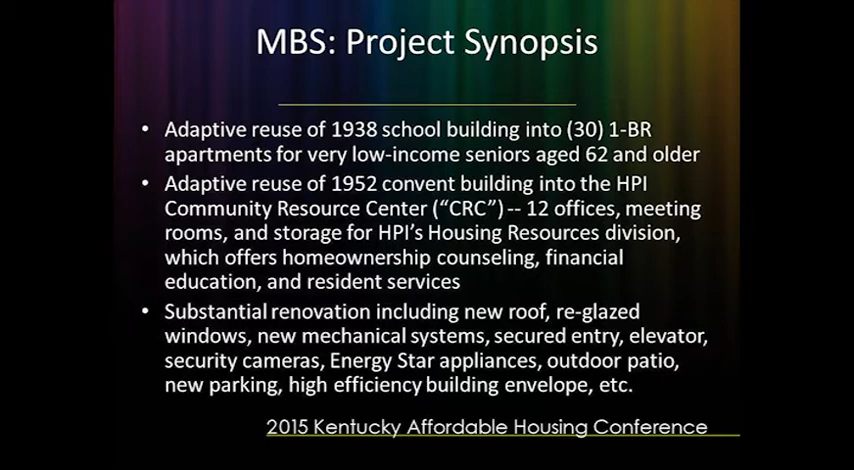 MBS: Project Synopsis
• Adaptive reuse of 1938 school building into (30) 1-BR
apartments for very low-income seniors aged 62 and older
• Adaptive reuse of 1952 convent building into the HPI
Community Resource Center (“CRC”) -- 12 offices, meeting
rooms, and storage for HPI’s Housing Resources division,
which offers homeownership counseling, financial
education, and resident services
• Substantial renovation including new roof, re-glazed
windows, new mechanical systems, secured entry, elevator,
security cameras, Energy Star appliances, outdoor patio,
new parking, high efficiency building envelope, etc.
2015 Kentucky Affordable Housing Conference